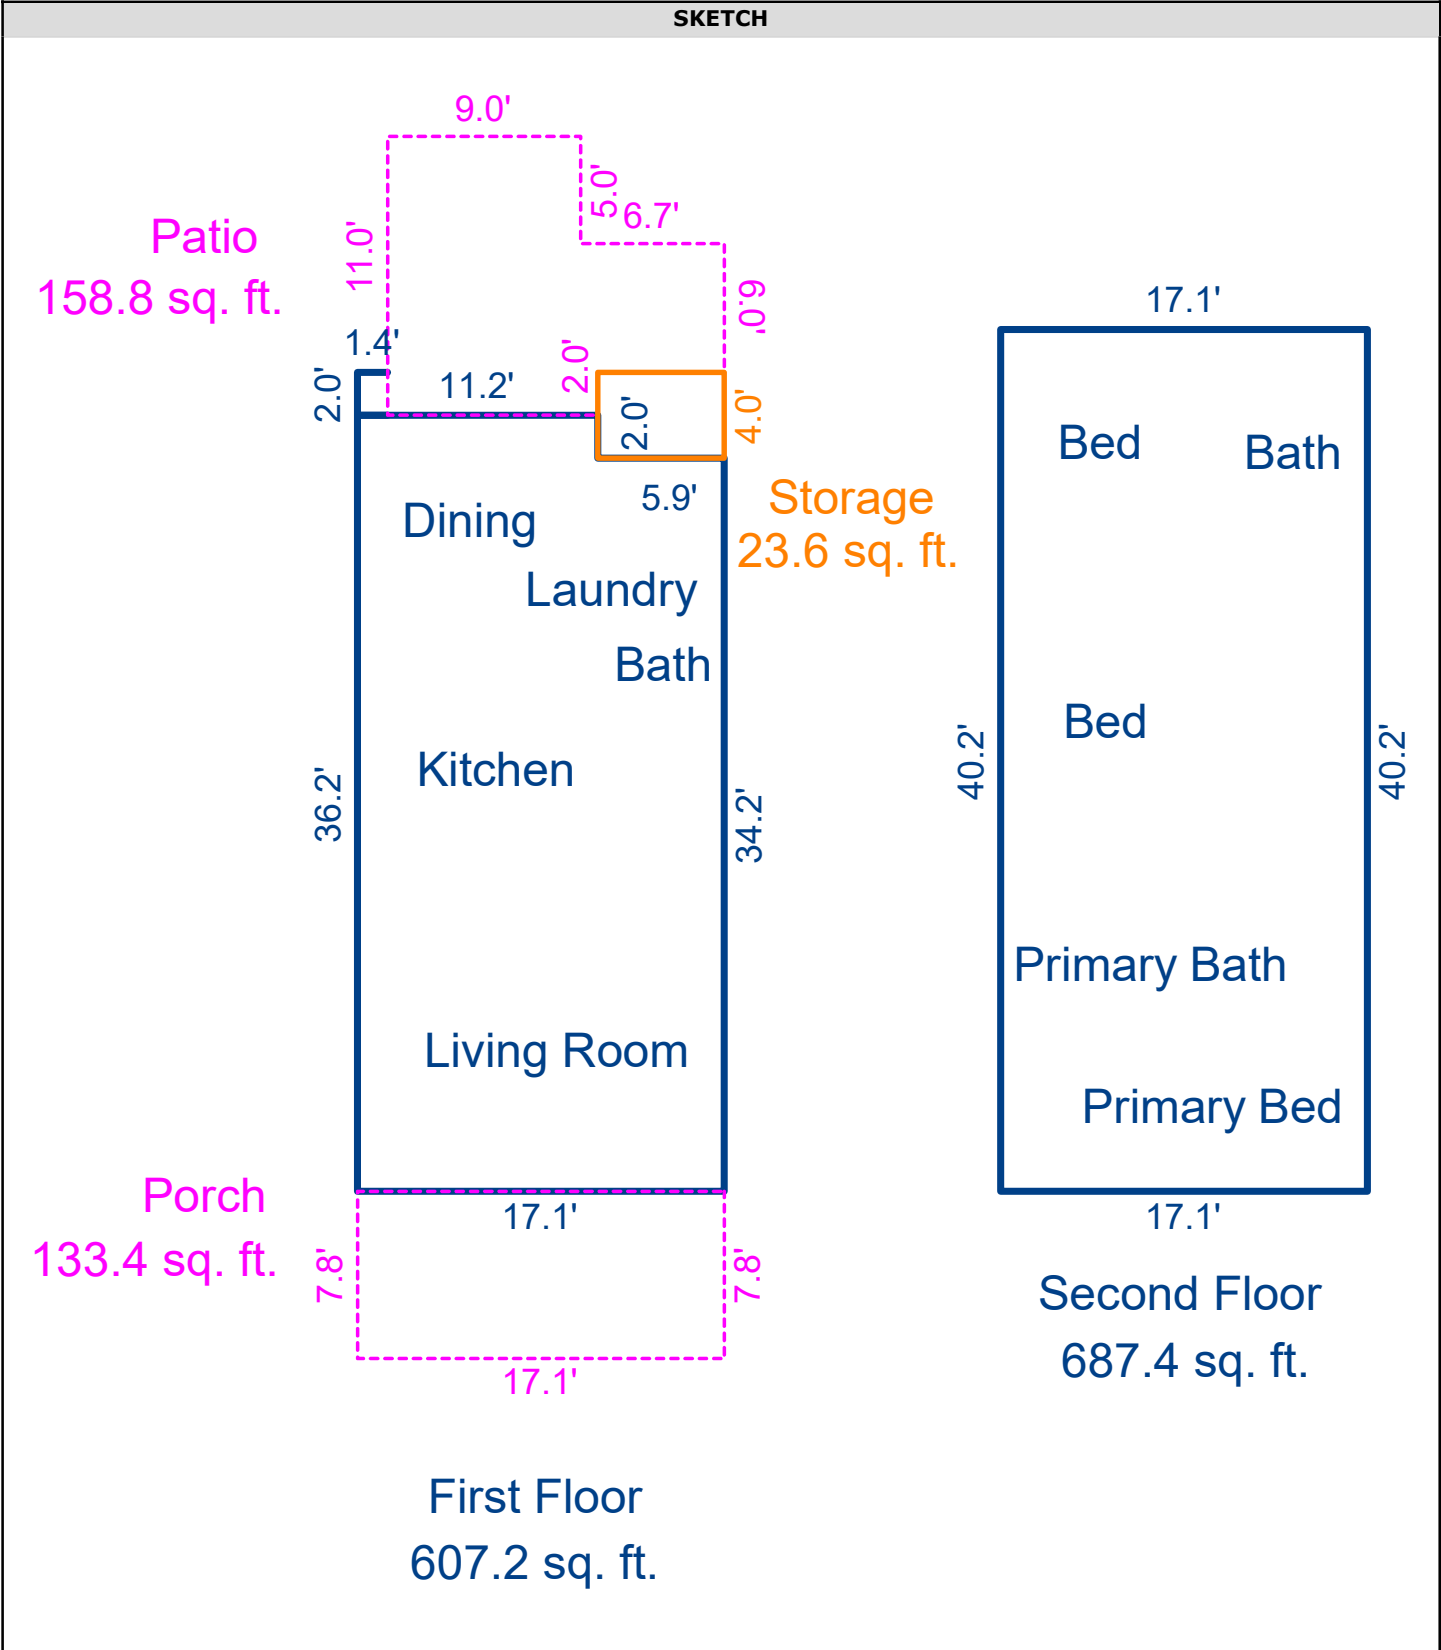 SKETCH
9.0'
5.0'
6.7'
11.0'
Patio
158.8 sq. ft.
6.0'
1.4'
2.0'
11.2'
2.0'
2.0'
4.0'
5.9'
Storage
23.6 sq. ft.
Dining
Laundry
Bath
Kitchen
36.2'
34.2'
Living Room
Porch
133.4 sq. ft.
17.1'
7.8'
7.8'
17.1'
First Floor
607.2 sq. ft.
17.1'
Bed
Bath
Bed
40.2'
40.2'
Primary Bath
Primary Bed
17.1'
Second Floor
687.4 sq. ft.